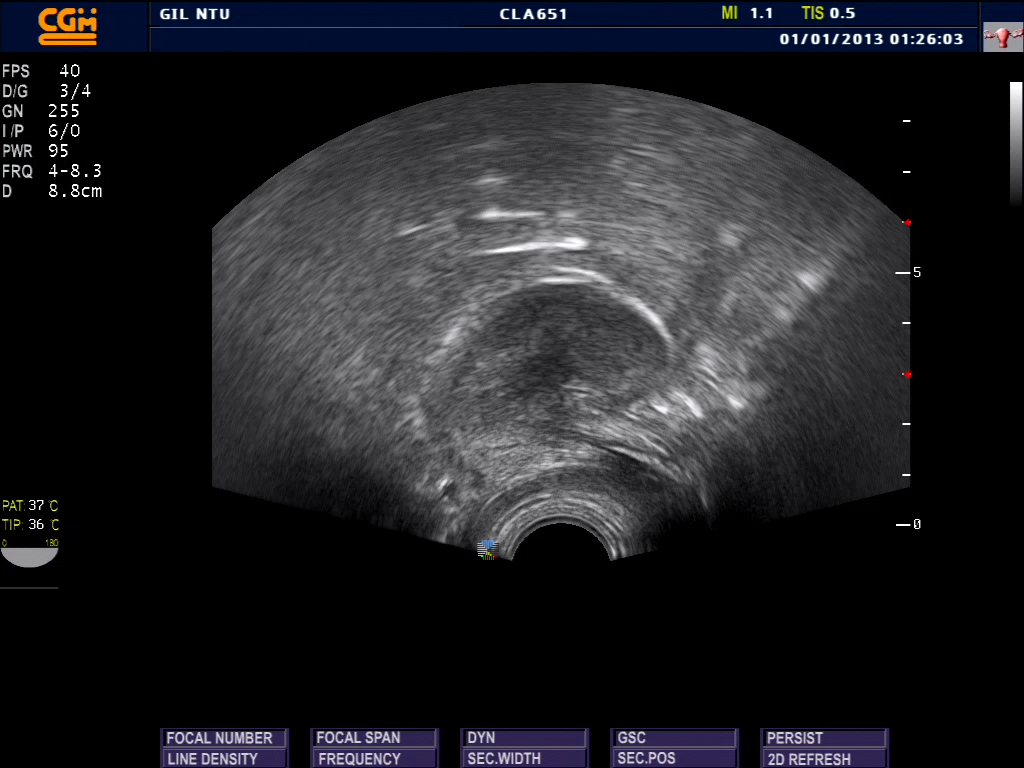 CGM
GIL NTU CLA651 MI 1.1 TIS 0.5
01/01/2013 01:26:03
FPS 40
D/G 3/4
GN 255
I/P 6/0
PWR 95
FRQ 4-8.3
D 8.8cm
5
PAT: 37 °C
TIP: 36 °C
0 180
0
FOCAL NUMBER FOCAL SPAN DYN GSC PERSIST
LINE DENSITY FREQUENCY SEC.WIDTH SEC.POS 2D REFRESH